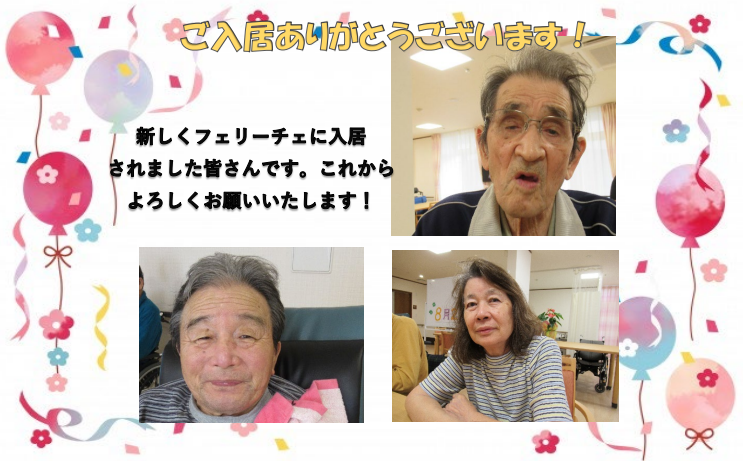 ご入居ありがとうございます！
新しくフェリーチェに入居
されました皆さんです。これから
よろしくお願いいたします！
8月